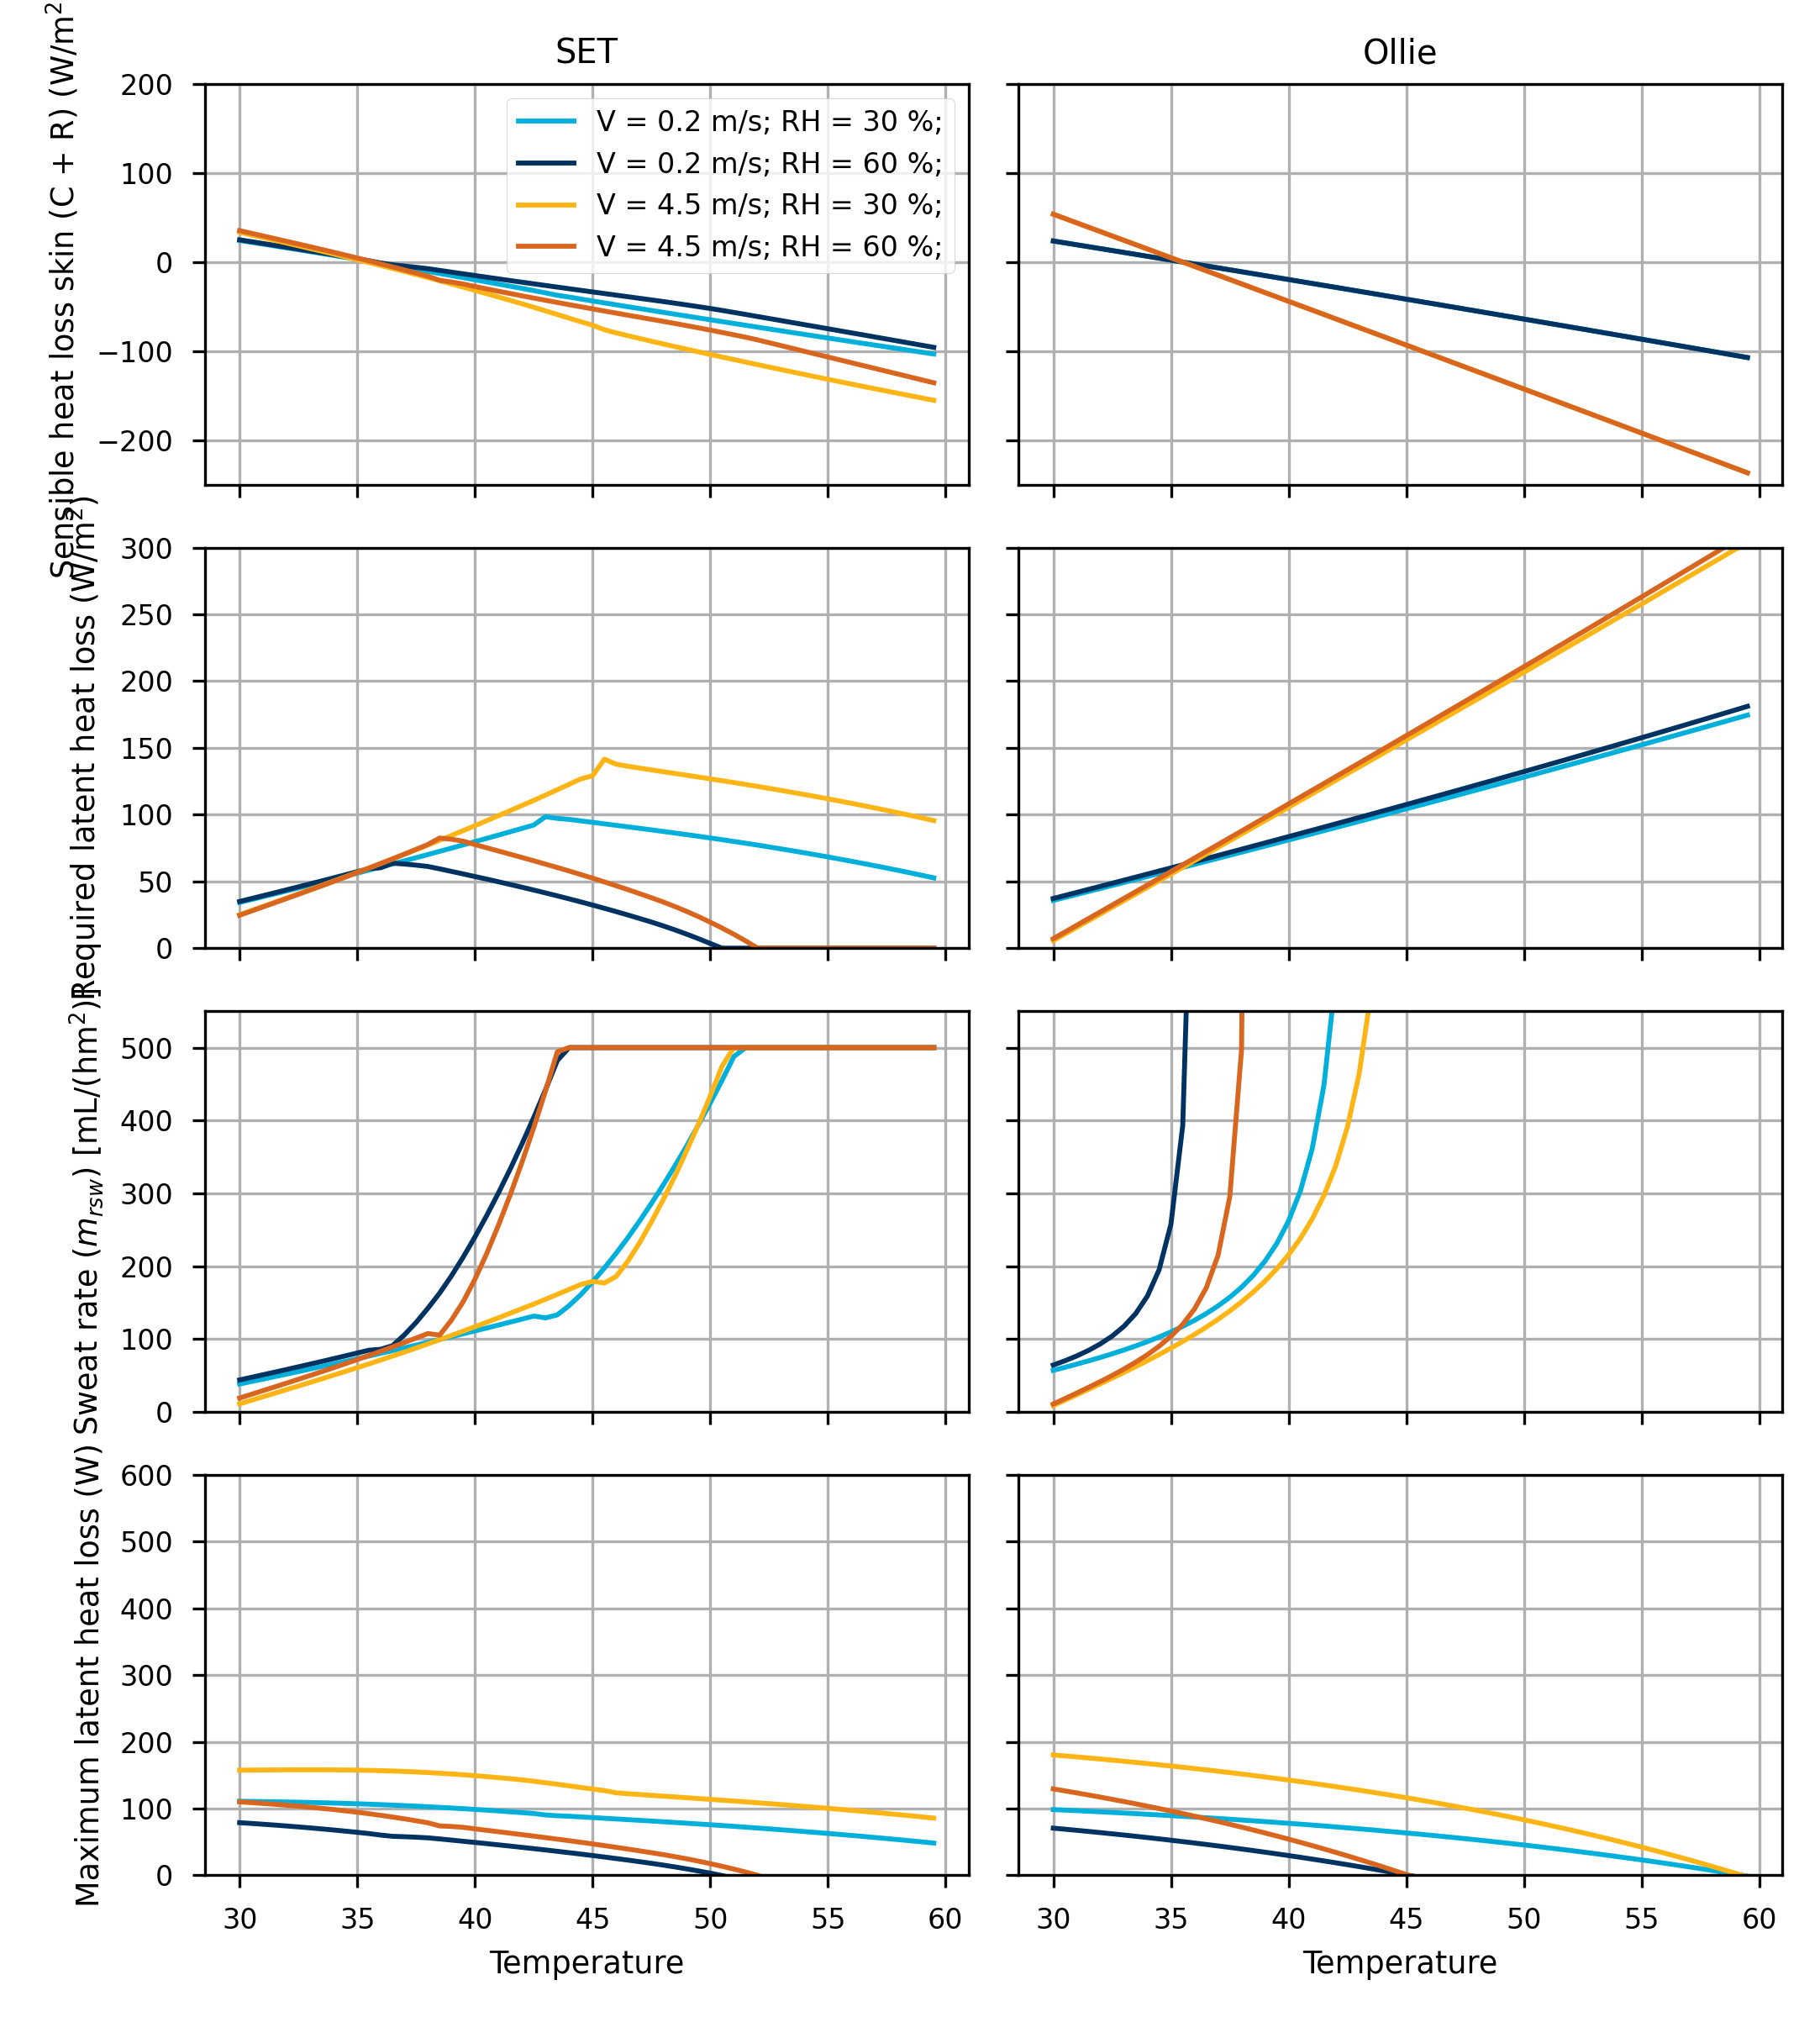 SET
Ollie
Sensible heat loss skin (C + R) (W/m²
200
100
0
−100
−200
V = 0.2 m/s; RH = 30 %;
V = 0.2 m/s; RH = 60 %;
V = 4.5 m/s; RH = 30 %;
V = 4.5 m/s; RH = 60 %;
Required latent heat loss (W/m²)
300
250
200
150
100
50
0
Sweat rate (m_rsw) [mL/(hm²)]
500
400
300
200
100
0
Maximum latent heat loss (W)
600
500
400
300
200
100
0
30 35 40 45 50 55 60
30 35 40 45 50 55 60
Temperature
Temperature